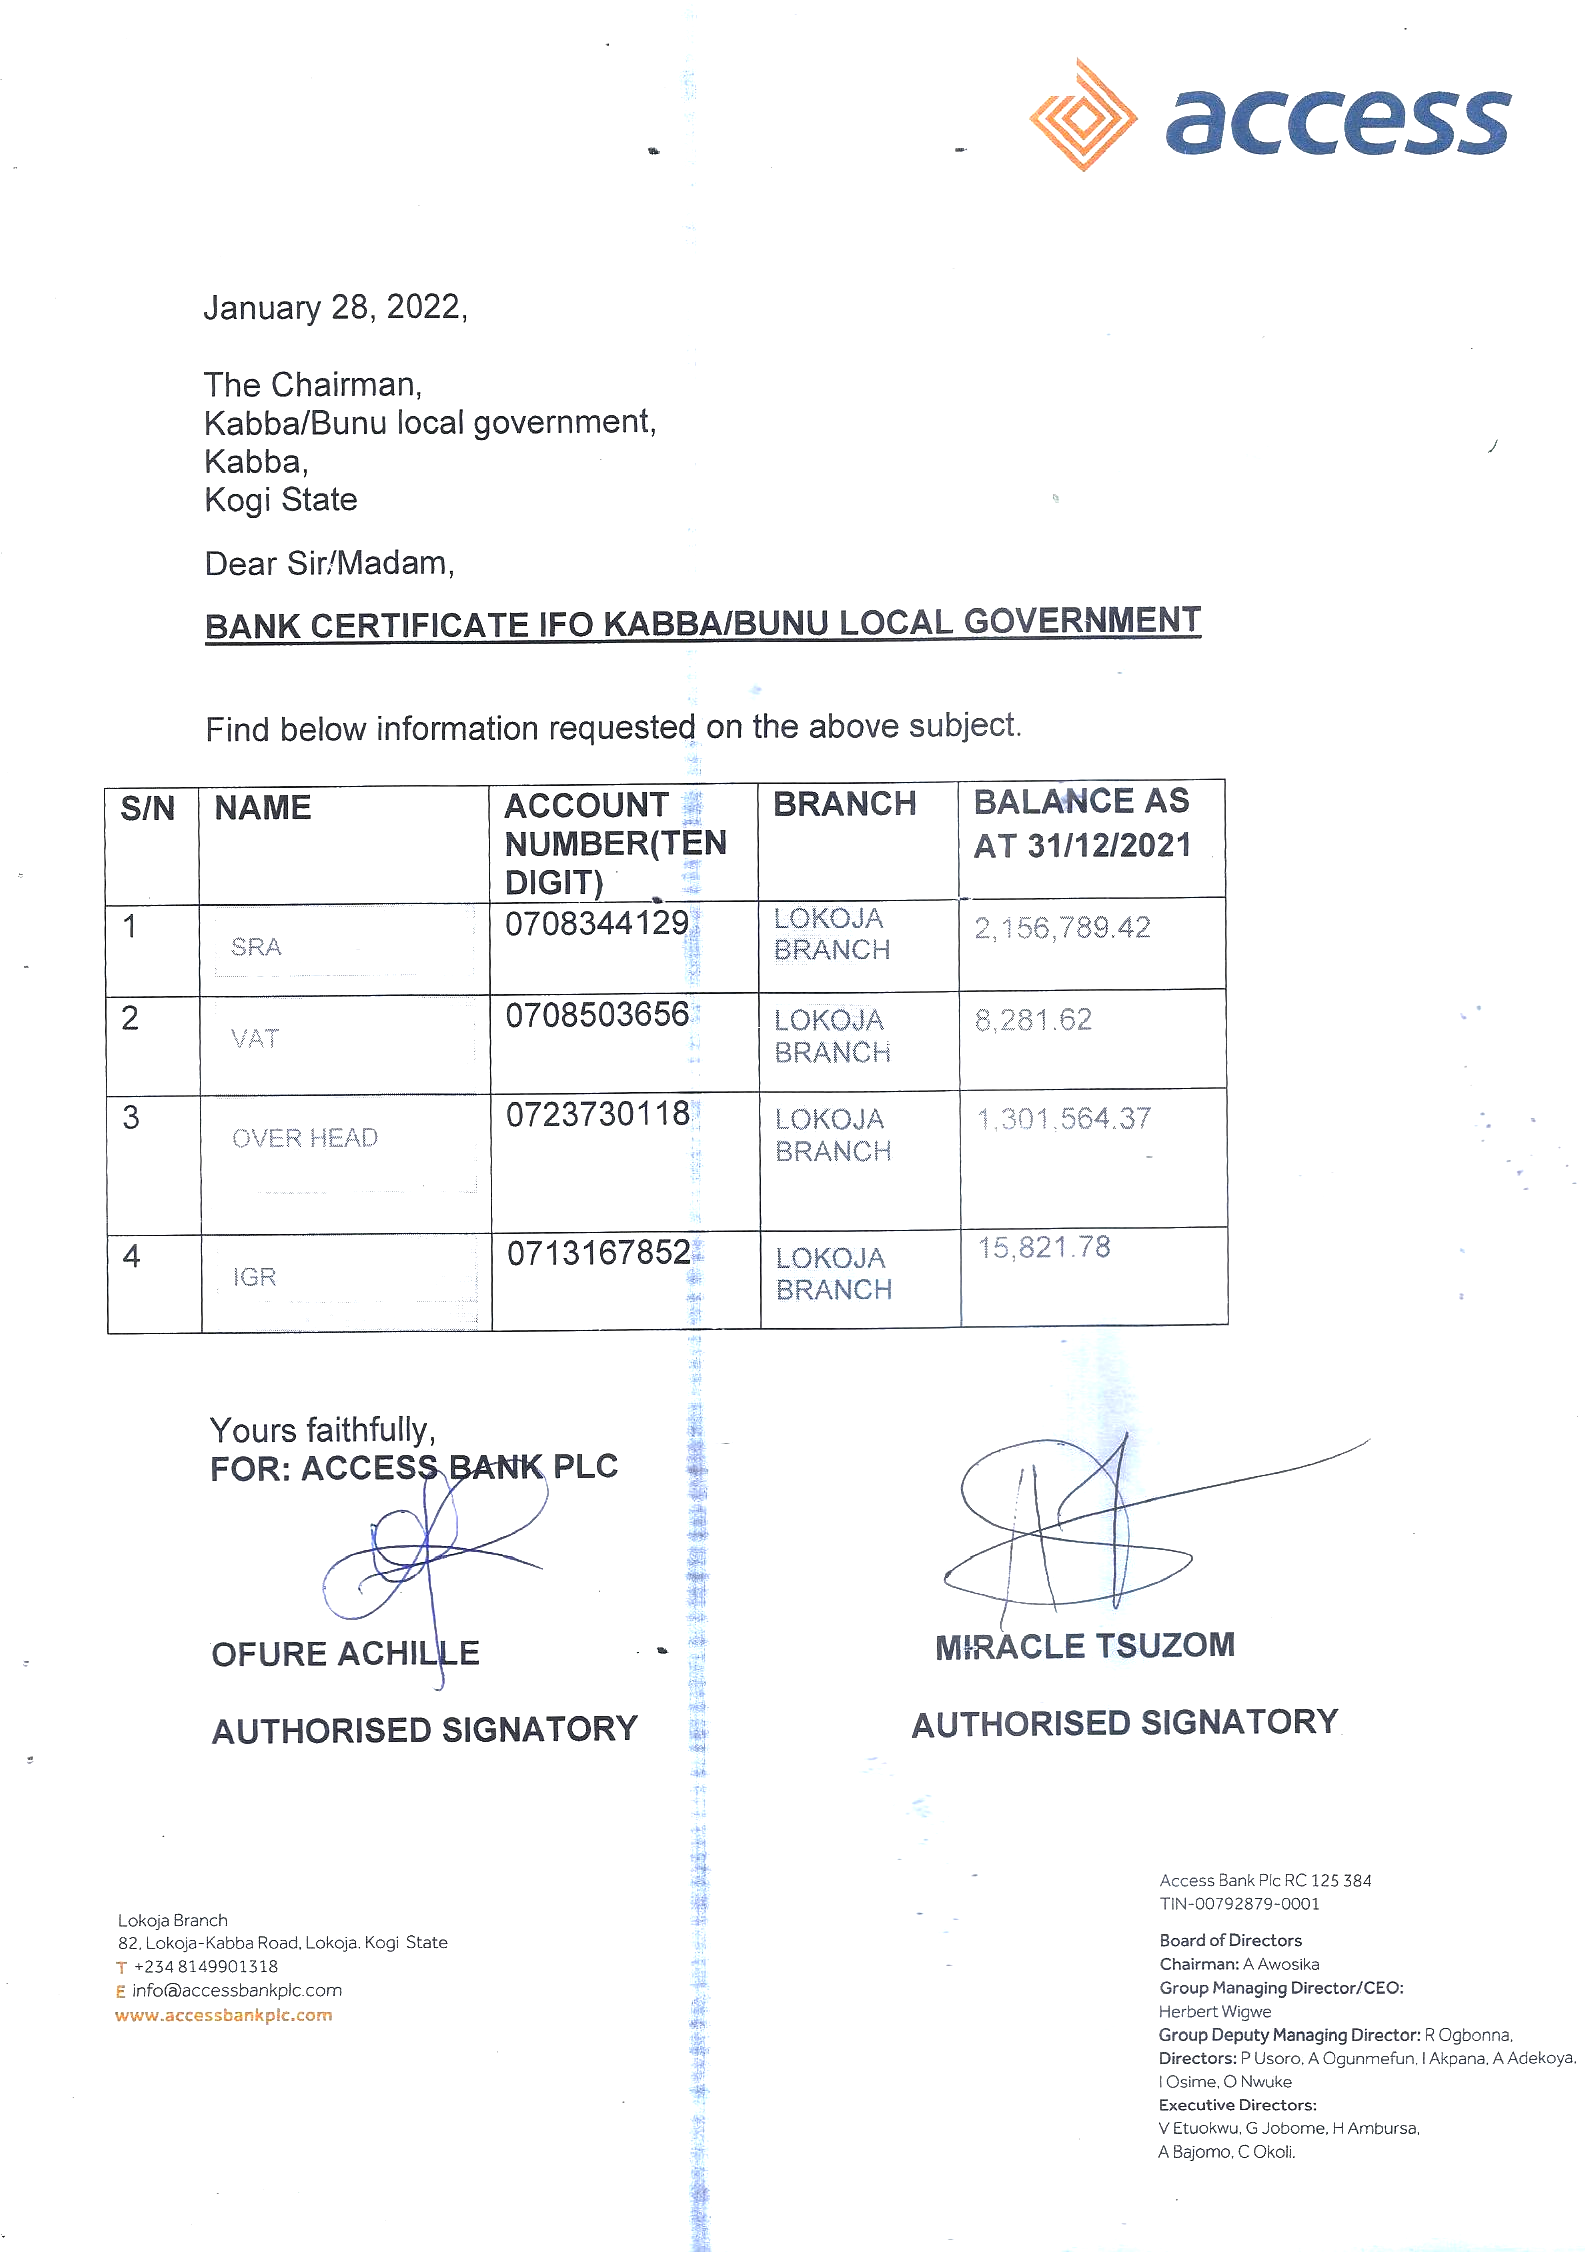 access
January 28, 2022,
The Chairman,
Kabba/Bunu local government,
Kabba,
Kogi State
Dear Sir/Madam,
BANK CERTIFICATE IFO KABBA/BUNU LOCAL GOVERNMENT
Find below information requested on the above subject.
S/N NAME ACCOUNT NUMBER(TEN DIGIT) BRANCH BALANCE AS AT 31/12/2021
1 SRA 0708344129 LOKOJA BRANCH 2,156,789.42
2 VAT 0708503656 LOKOJA BRANCH 8,281.62
3 OVER HEAD 0723730118 LOKOJA BRANCH 1,301,564.37
4 IGR 0713167852 LOKOJA BRANCH 15,821.78
Yours faithfully,
FOR: ACCESS BANK PLC
OFURE ACHILLE
AUTHORISED SIGNATORY
MIRACLE TSUZOM
AUTHORISED SIGNATORY
Lokoja Branch
82, Lokoja-Kabba Road, Lokoja. Kogi State
T +234 8149901318
E info@accessbankplc.com
www.accessbankplc.com
Access Bank Plc RC 125 384
TIN-00792879-0001
Board of Directors
Chairman: A Awosika
Group Managing Director/CEO:
Herbert Wigwe
Group Deputy Managing Director: R Ogbonna,
Directors: P Usoro, A Ogunmefun, I Akpana, A Adekoya,
I Osime, O Nwuke
Executive Directors:
V Etuokwu, G Jobome, H Ambursa,
A Bajomo, C Okoli.